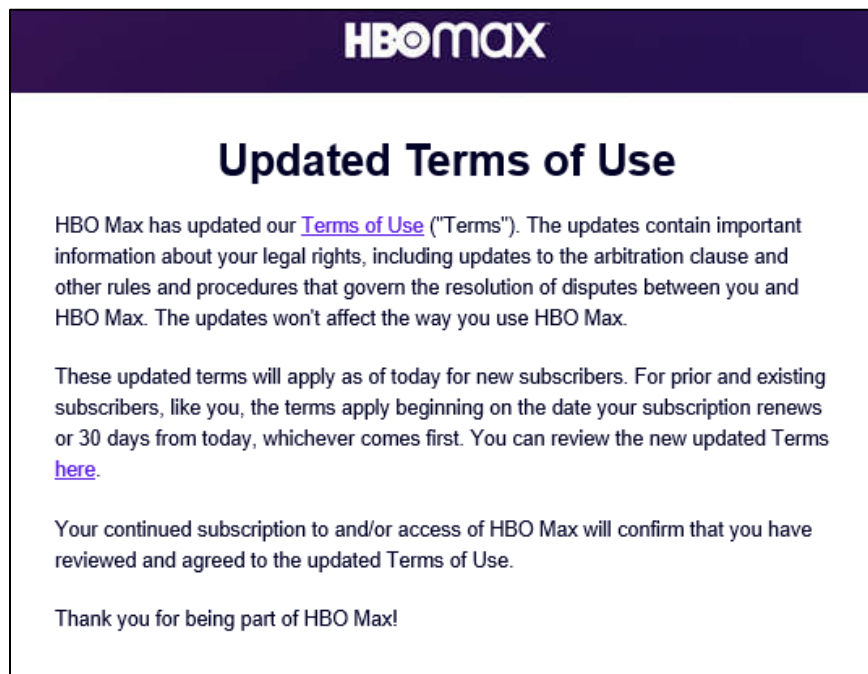 HBOmax
Updated Terms of Use
HBO Max has updated our Terms of Use ("Terms"). The updates contain important
information about your legal rights, including updates to the arbitration clause and
other rules and procedures that govern the resolution of disputes between you and
HBO Max. The updates won't affect the way you use HBO Max.
These updated terms will apply as of today for new subscribers. For prior and existing
subscribers, like you, the terms apply beginning on the date your subscription renews
or 30 days from today, whichever comes first. You can review the new updated Terms
here.
Your continued subscription to and/or access of HBO Max will confirm that you have
reviewed and agreed to the updated Terms of Use.
Thank you for being part of HBO Max!